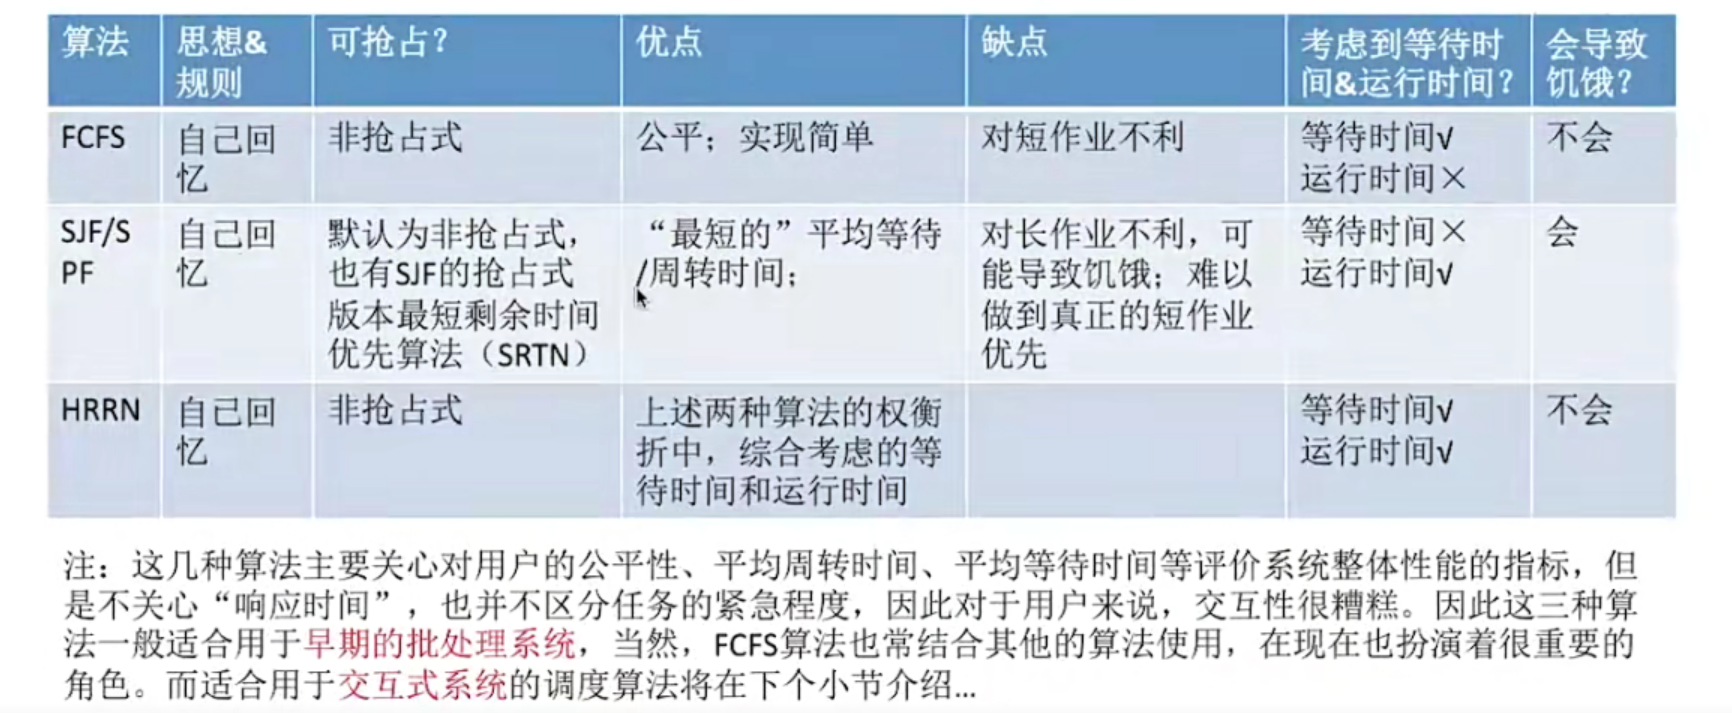 算法 思想& 可抢占？ 优点 缺点 考虑到等待时 会导致
规则 间&运行时间？ 饥饿？
FCFS 自己回 非抢占式 公平；实现简单 对短作业不利 等待时间√ 不会
忆 运行时间×
SJF/S 自己回 默认为非抢占式， “最短的”平均等待 对长作业不利，可 等待时间× 会
PF 忆 也有SJF的抢占式 /周转时间； 能导致饥饿；难以 运行时间√
版本最短剩余时间 做到真正的短作业
优先算法（SRTN） 优先
HRRN 自己回 非抢占式 上述两种算法的权衡 等待时间√ 不会
忆 折中，综合考虑的等 运行时间√
待时间和运行时间
注：这几种算法主要关心对用户的公平性、平均周转时间、平均等待时间等评价系统整体性能的指标，但
是不关心“响应时间”，也并不区分任务的紧急程度，因此对于用户来说，交互性很糟糕。因此这三种算
法一般适合用于早期的批处理系统，当然，FCFS算法也常结合其他的算法使用，在现在也扮演着很重要的
角色。而适合用于交互式系统的调度算法将在下个小节介绍...